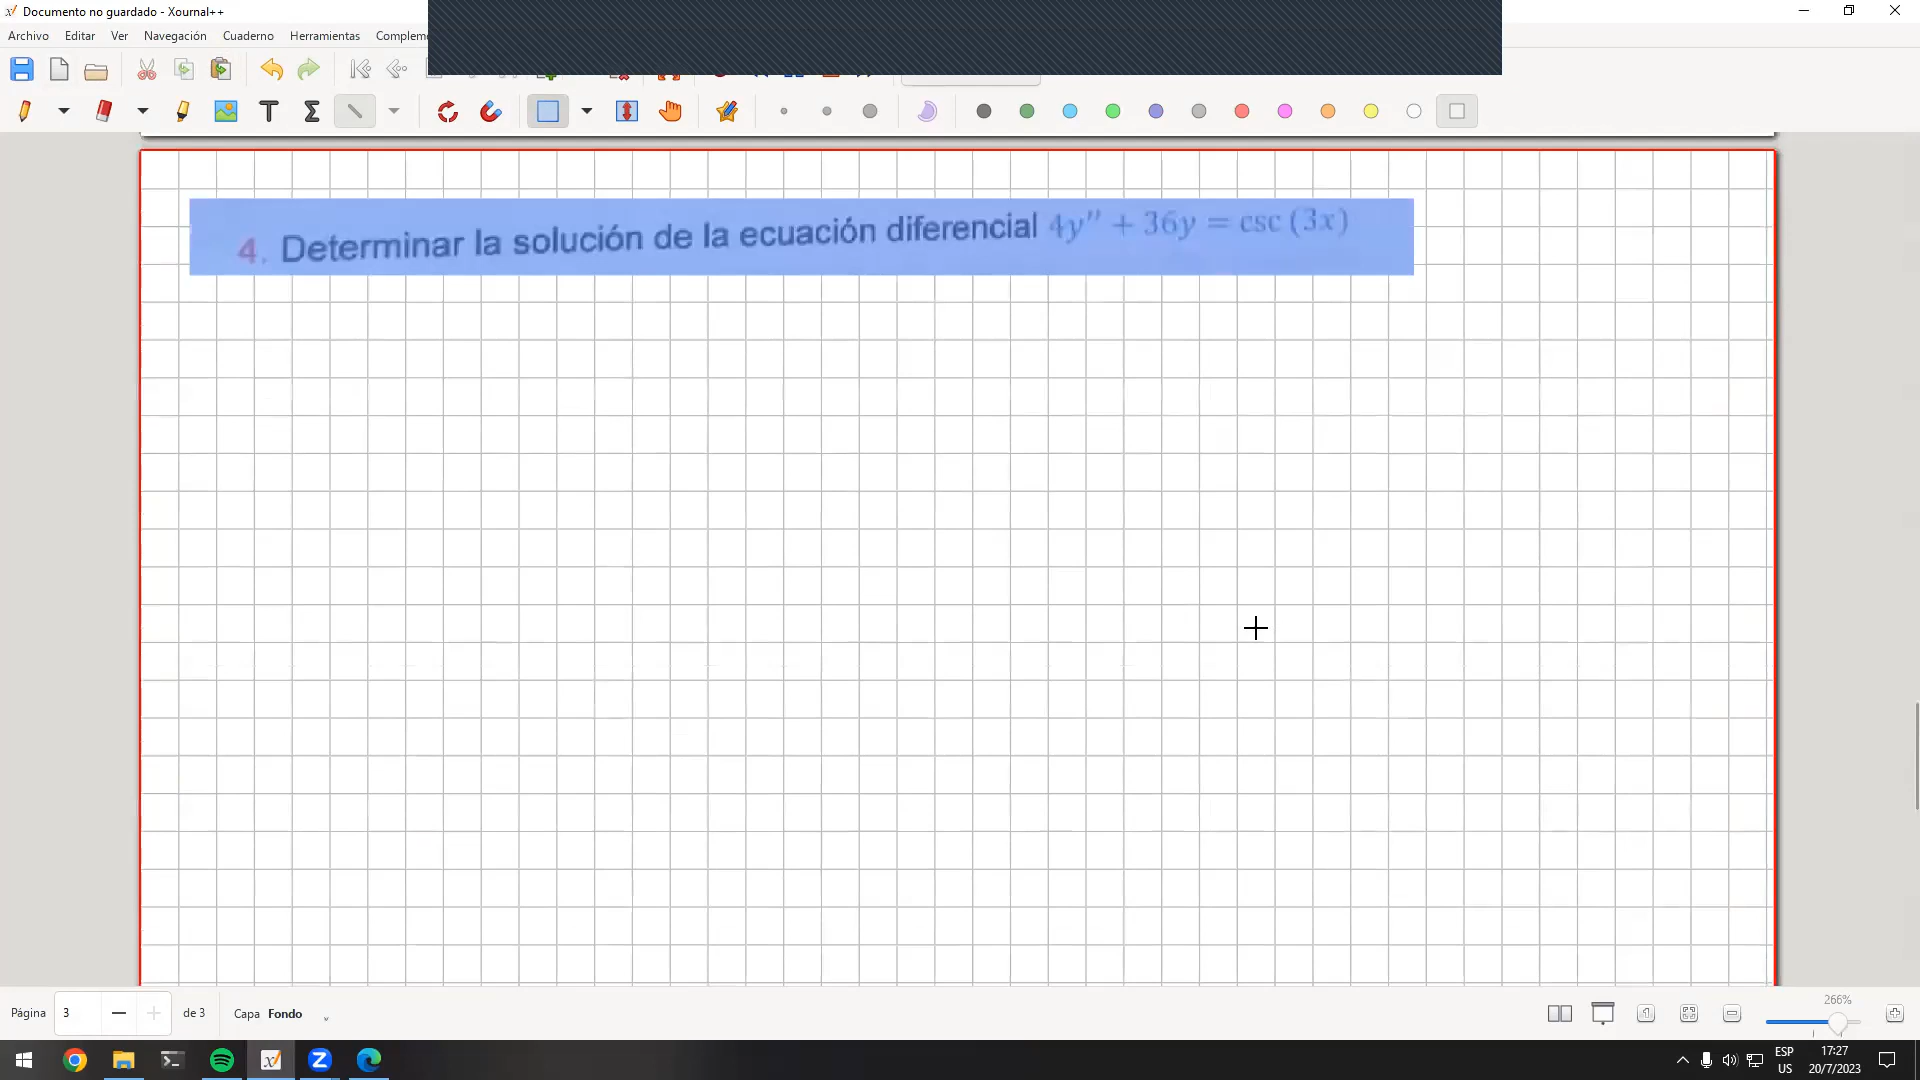 Documento no guardado - Xournal++
Archivo Editar Ver Navegación Cuaderno Herramientas
4. Determinar la solución de la ecuación diferencial 4y'' + 36y = csc (3x)
266%
Página 3 de 3 Capa Fondo
ESP 17:27
US 20/7/2023